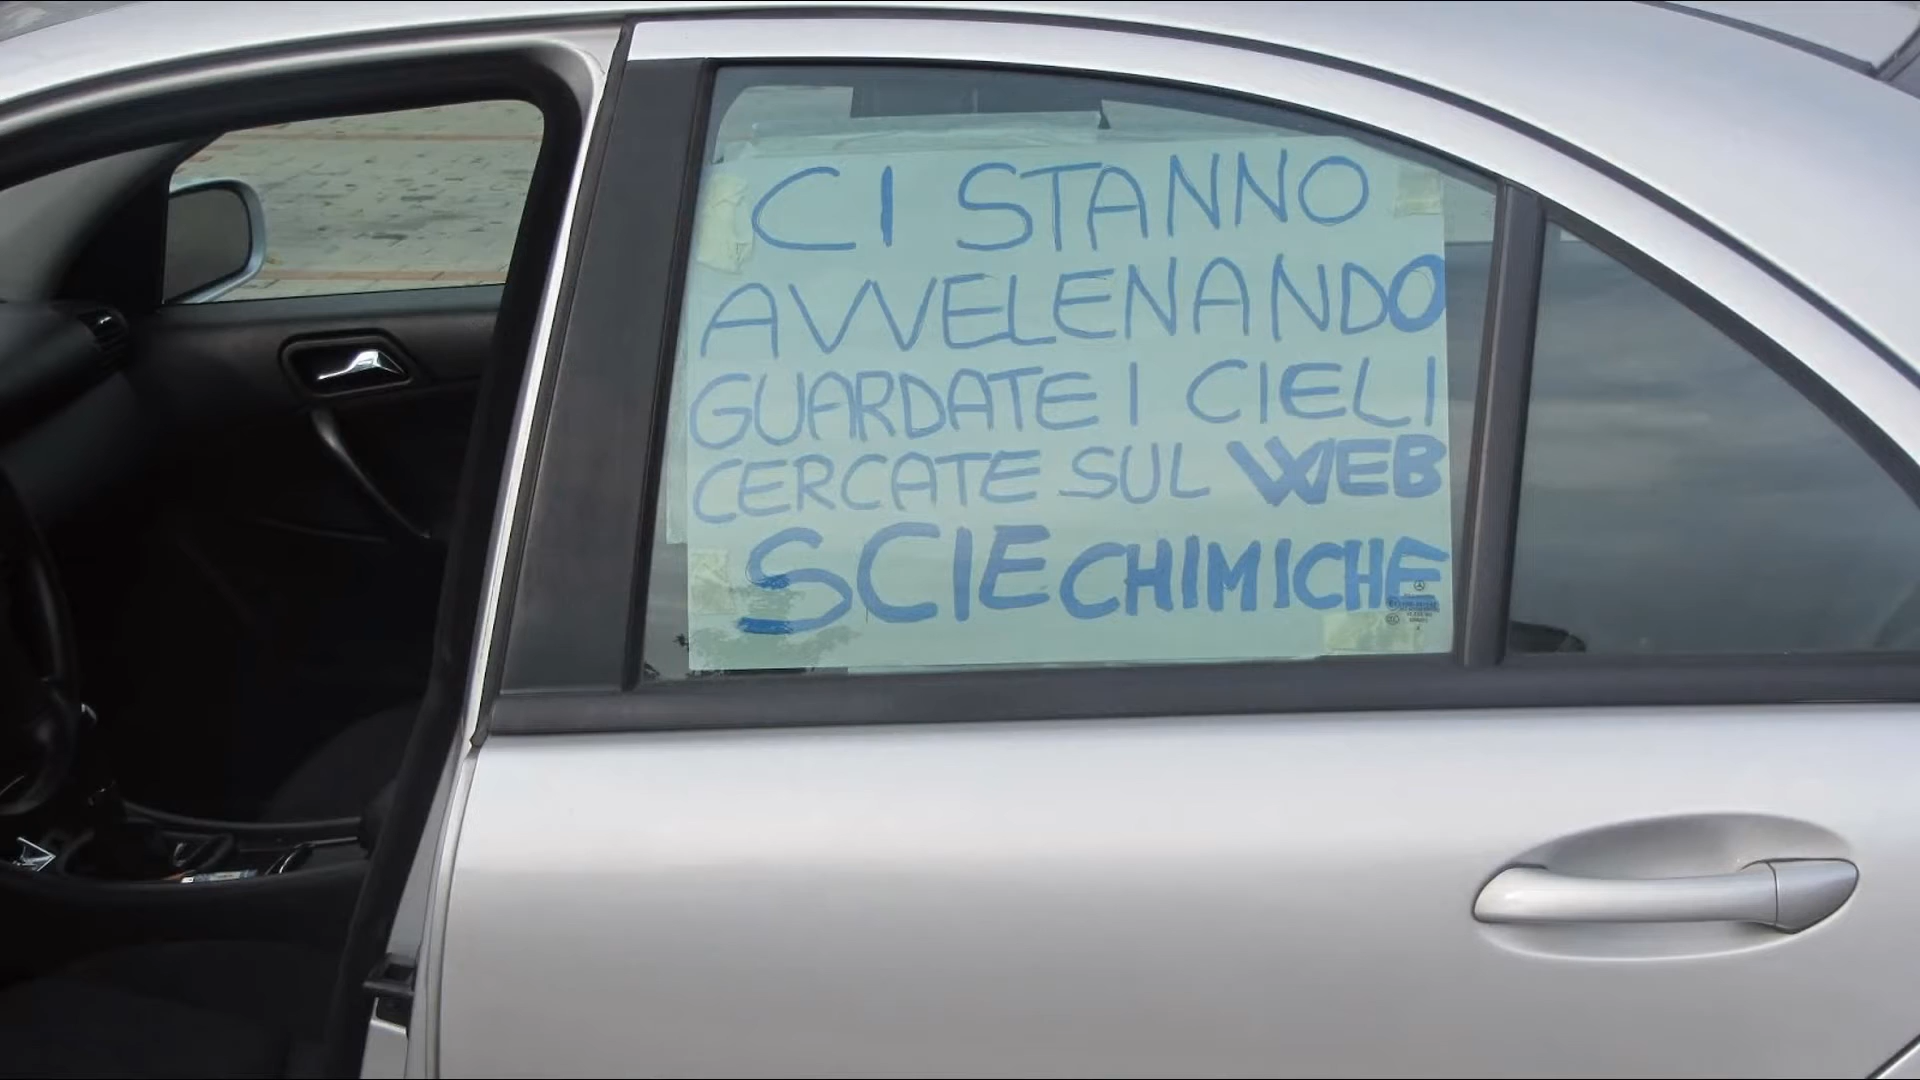 CI STANNO
AVVELENANDO
GUARDATE I CIELI
CERCATE SUL WEB
SCIE CHIMICHE